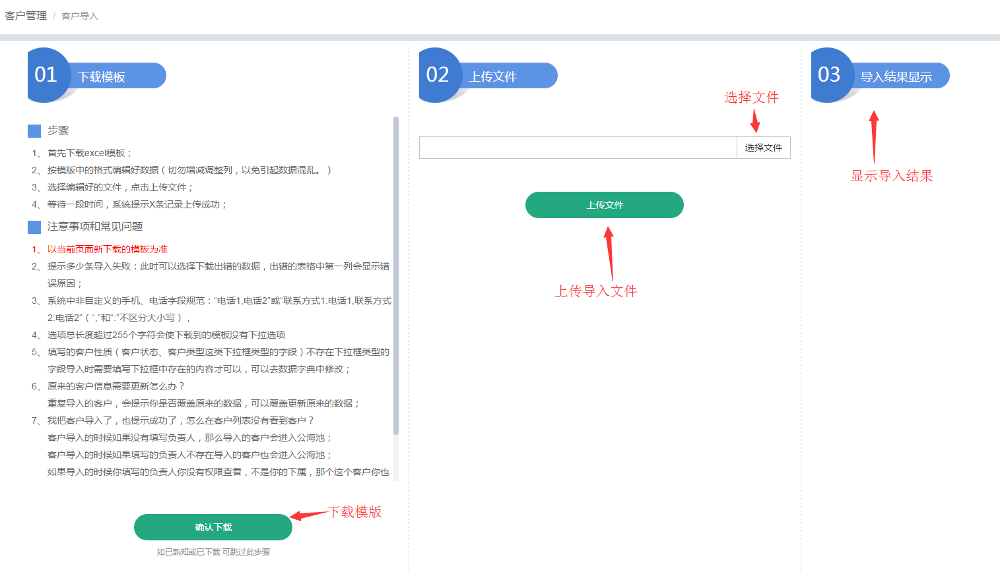 客户管理 / 客户导入
01 下载模板
步骤
1、 首先下载excel模板；
2、 按模版中的格式编辑好数据（切勿增减调整列，以免引起数据混乱。）
3、 选择编辑好的文件，点击上传文件；
4、 等待一段时间，系统提示X条记录上传成功；
注意事项和常见问题
1、 以当前页面新下载的模板为准
2、 提示多少条导入失败：此时可以选择下载出错的数据，出错的表格中第一列会显示错
误原因；
3、 系统中非自定义的手机、电话字段规范：“电话1,电话2”或“联系方式1:电话1,联系方式
2:电话2”（“,”和“:”不区分大小写），
4、 选项总长度超过255个字符会使下载到的模板没有下拉选项
5、 填写的客户性质（客户状态、客户类型这类下拉框类型的字段）不存在下拉框类型的
字段导入时需要填写下拉框中存在的内容才可以，可以去数据字典中修改；
6、 原来的客户信息需要更新怎么办？
重复导入的客户，会提示你是否覆盖原来的数据，可以覆盖更新原来的数据；
7、 我把客户导入了，也提示成功了，怎么在客户列表没有看到客户？
客户导入的时候如果没有填写负责人，那么导入的客户会进入公海池；
客户导入的时候如果填写的负责人不存在导入的客户也会进入公海池；
如果导入的时候你填写的负责人你没有权限查看，不是你的下属，那个这个客户你也
下载模版
确认下载
如已熟知或已下载 可跳过此步骤
02 上传文件
选择文件
选择文件
上传文件
上传导入文件
03 导入结果显示
显示导入结果